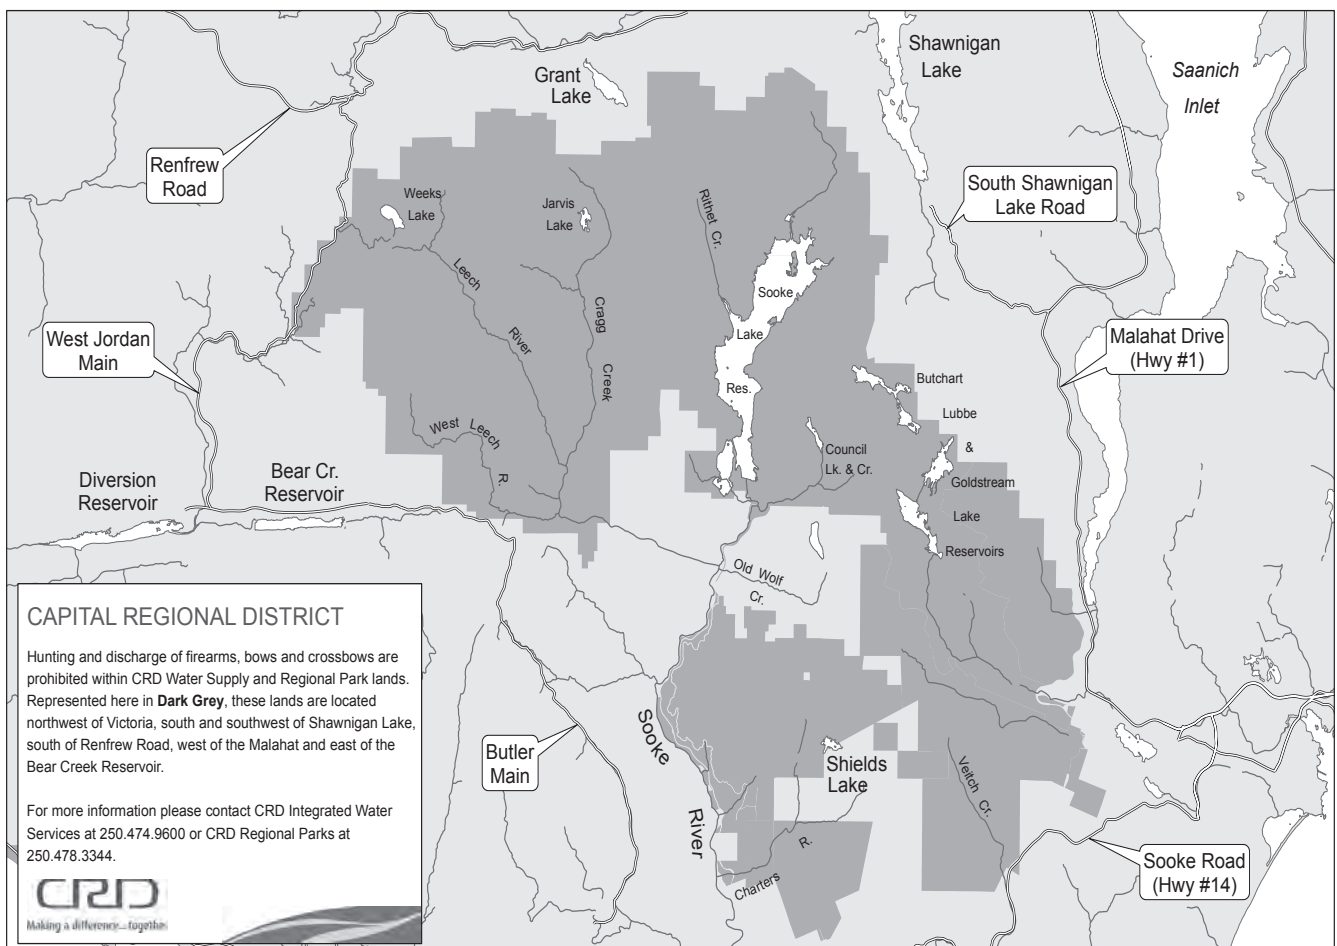 Shawnigan
Lake
Saanich
Inlet
Grant
Lake
Renfrew
Road
South Shawnigan
Lake Road
Weeks
Lake
Jarvis
Lake
Rithet Cr.
Leech
River
Cragg
Creek
Sooke
Lake
Res.
West Jordan
Main
Malahat Drive
(Hwy #1)
Butchart
Lubbe
&
Goldstream
Lake
Reservoirs
West Leech
R.
Council
Lk. & Cr.
Diversion
Reservoir
Bear Cr.
Reservoir
Old Wolf
Cr.
CAPITAL REGIONAL DISTRICT
Hunting and discharge of firearms, bows and crossbows are
prohibited within CRD Water Supply and Regional Park lands.
Represented here in Dark Grey, these lands are located
northwest of Victoria, south and southwest of Shawnigan Lake,
south of Renfrew Road, west of the Malahat and east of the
Bear Creek Reservoir.
For more information please contact CRD Integrated Water
Services at 250.474.9600 or CRD Regional Parks at
250.478.3344.
CRD
Making a difference...together
Butler
Main
Sooke
River
Shields
Lake
Veitch Cr.
Charters
R.
Sooke Road
(Hwy #14)